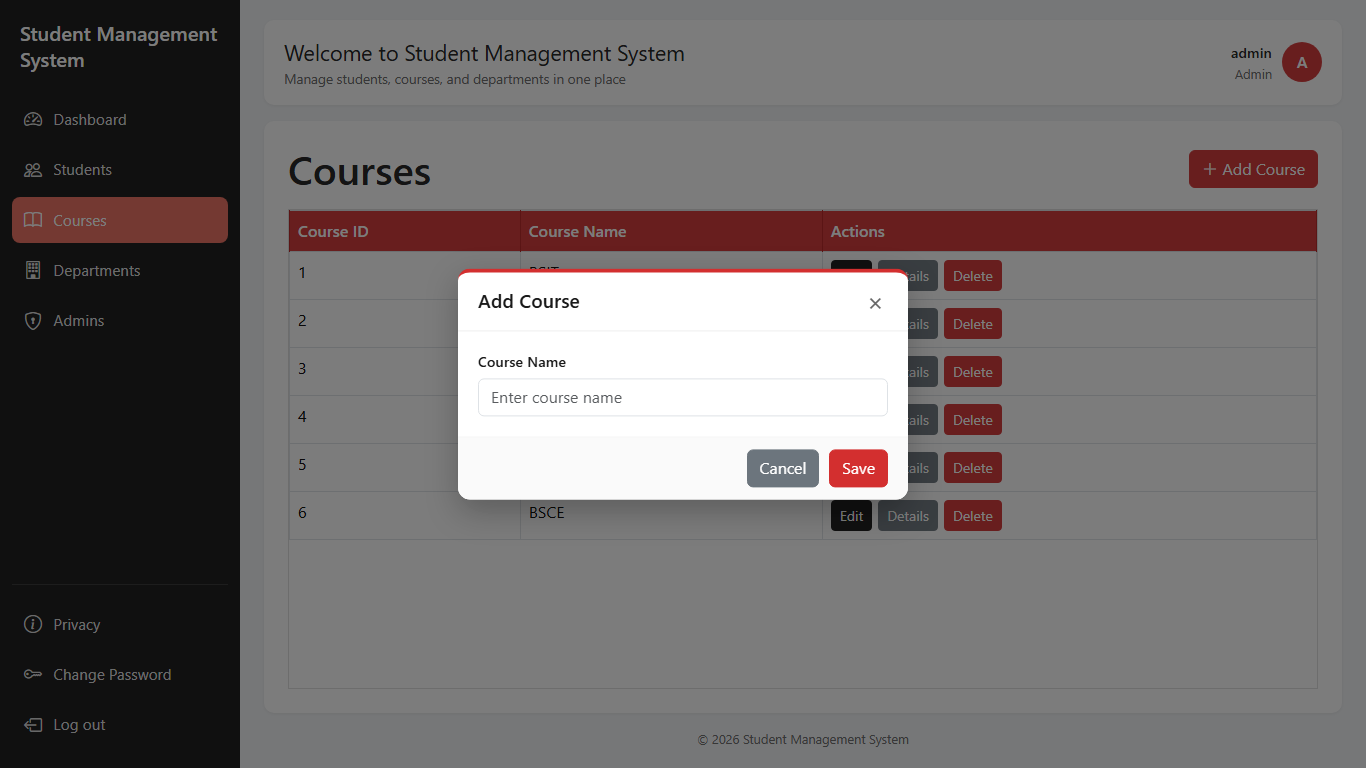 Student Management
System
Dashboard
Students
Courses
Departments
Admins
Privacy
Change Password
Log out
Welcome to Student Management System
Manage students, courses, and departments in one place
admin
Admin
A
Courses
Add Course
Course ID Course Name Actions
1 Delete
2 Delete
3 Delete
4 Delete
5 Delete
6 BSCE Edit Details Delete
Add Course
×
Course Name
Enter course name
Cancel Save
© 2026 Student Management System